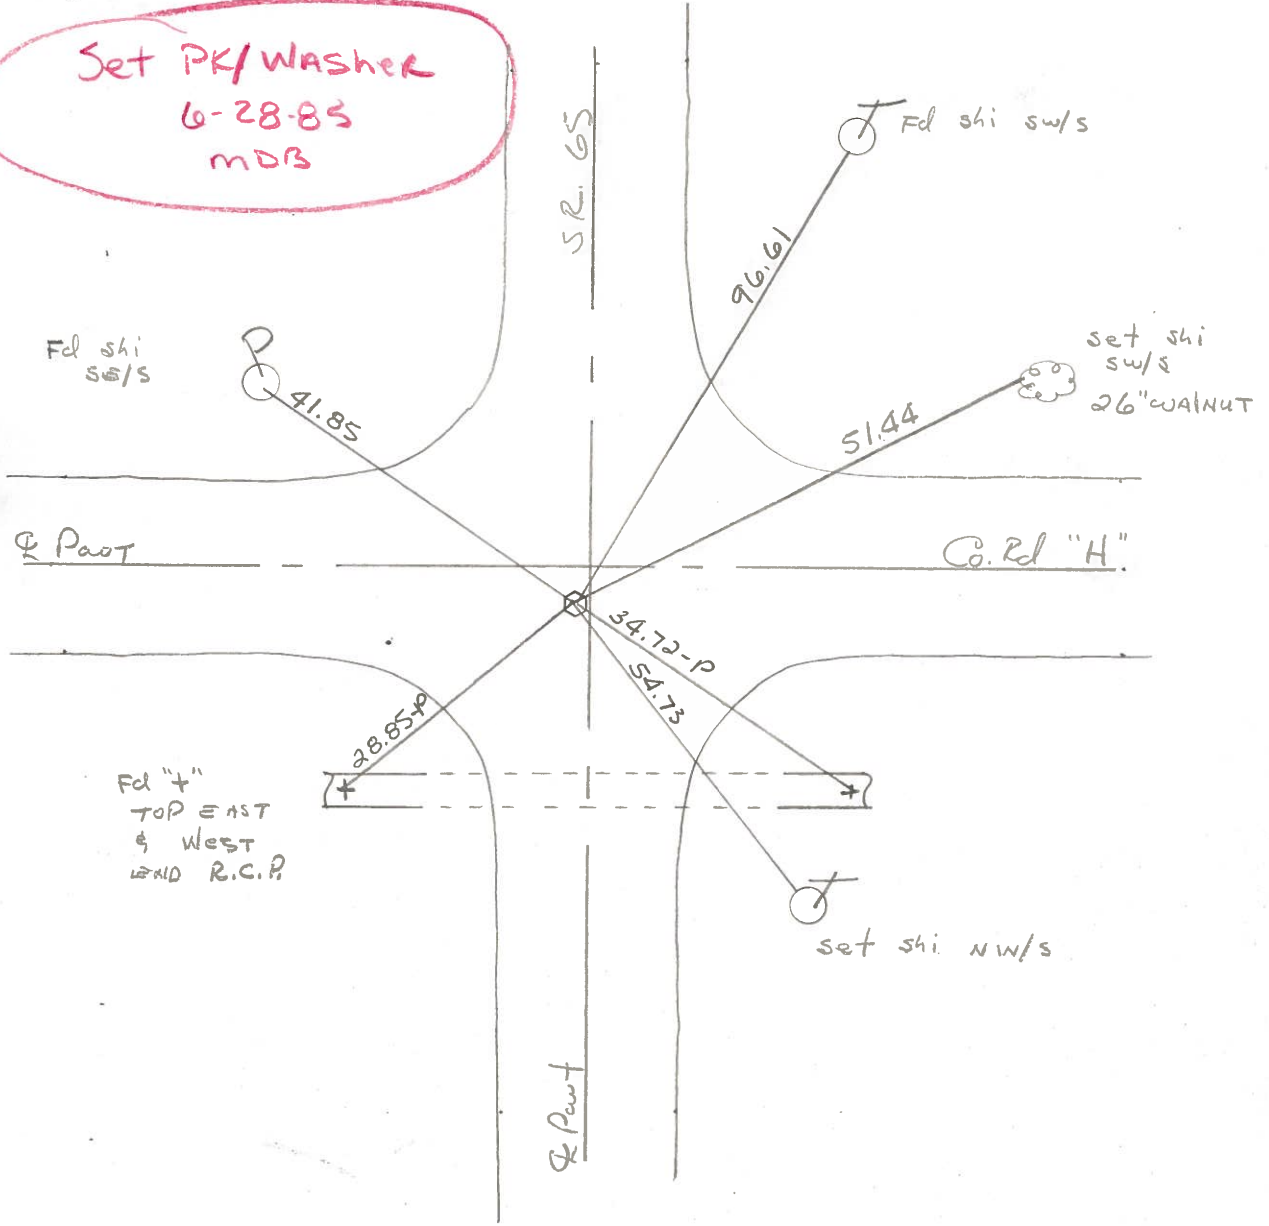 Set PK/WASher
6-28-85
MDB
S.R. 65
Fd shi sw/s
96.61
Fd shi
SE/S
41.85
set shi
sw/s
26" WAlNUT
51.44
℄ Pavt
Co. Rd "H"
34.72-P
54.73
28.85-P
Fd "+"
TOP EAST
& West
END R.C.P.
set shi NW/S
℄ Pavt